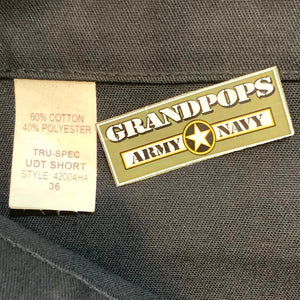 60% COTTON
40% POLYESTER
TRU-SPEC
UDT SHORT
STYLE: 42004HA
36
GRANDPOPS
ARMY NAVY